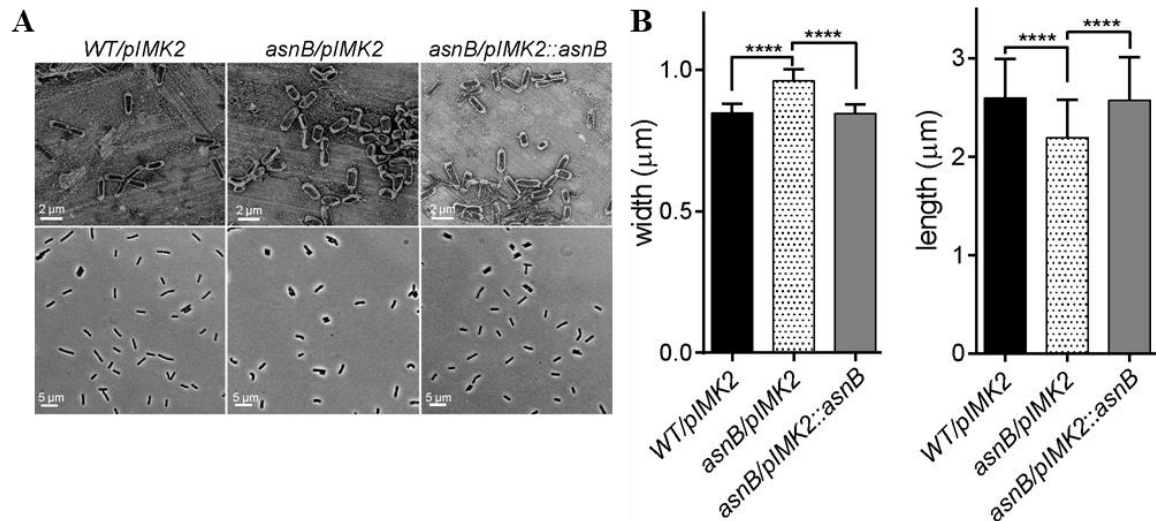 A
WT/pIMK2
asnB/pIMK2
asnB/pIMK2::asnB
2 µm
2 µm
2 µm
5 µm
5 µm
5 µm
B
width (µm)
1.0
0.5
0.0
****
****
WT/pIMK2
asnB/pIMK2
asnB/pIMK2::asnB
length (µm)
3
2
1
0
****
****
WT/pIMK2
asnB/pIMK2
asnB/pIMK2::asnB